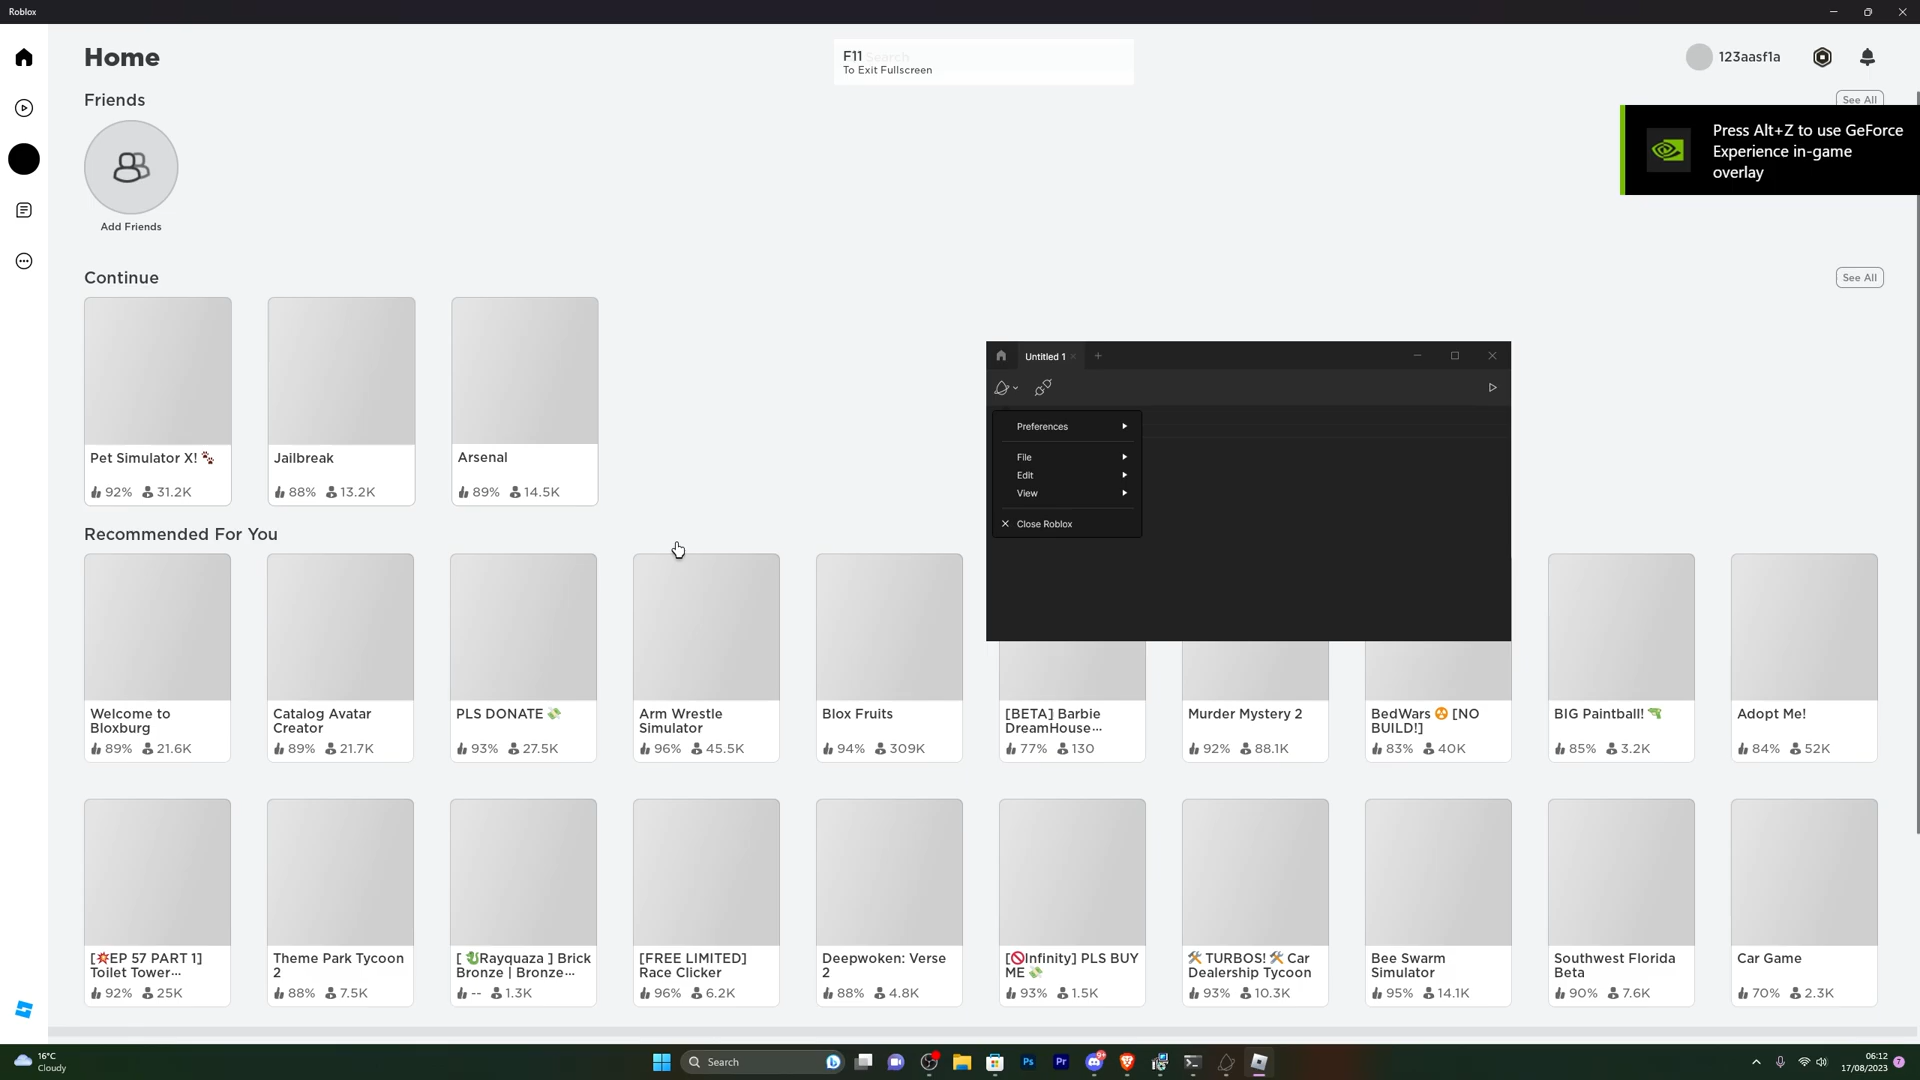 Roblox
Home
F11 Search
To Exit Fullscreen
123aasf1a
Friends
See All
Press Alt+Z to use GeForce
Experience in-game
overlay
Add Friends
Continue
See All
Pet Simulator X! 🐾
92% 31.2K
Jailbreak
88% 13.2K
Arsenal
89% 14.5K
Untitled 1
Preferences
File
Edit
View
Close Roblox
Recommended For You
Welcome to
Bloxburg
89% 21.6K
Catalog Avatar
Creator
89% 21.7K
PLS DONATE 💸
93% 27.5K
Arm Wrestle
Simulator
96% 45.5K
Blox Fruits
94% 309K
[BETA] Barbie
DreamHouse...
77% 130
Murder Mystery 2
92% 88.1K
BedWars ☢️ [NO
BUILD!]
83% 40K
BIG Paintball! 🔫
85% 3.2K
Adopt Me!
84% 52K
[💥EP 57 PART 1]
Toilet Tower...
92% 25K
Theme Park Tycoon
2
88% 7.5K
[ 🐉Rayquaza ] Brick
Bronze | Bronze...
-- 1.3K
[FREE LIMITED]
Race Clicker
96% 6.2K
Deepwoken: Verse
2
88% 4.8K
[🚫Infinity] PLS BUY
ME 💸
93% 1.5K
🛠️ TURBOS! 🛠️ Car
Dealership Tycoon
93% 10.3K
Bee Swarm
Simulator
95% 14.1K
Southwest Florida
Beta
90% 7.6K
Car Game
70% 2.3K
16°C
Cloudy
Search
Ps
Pr
9+
06:12
17/08/2023
7